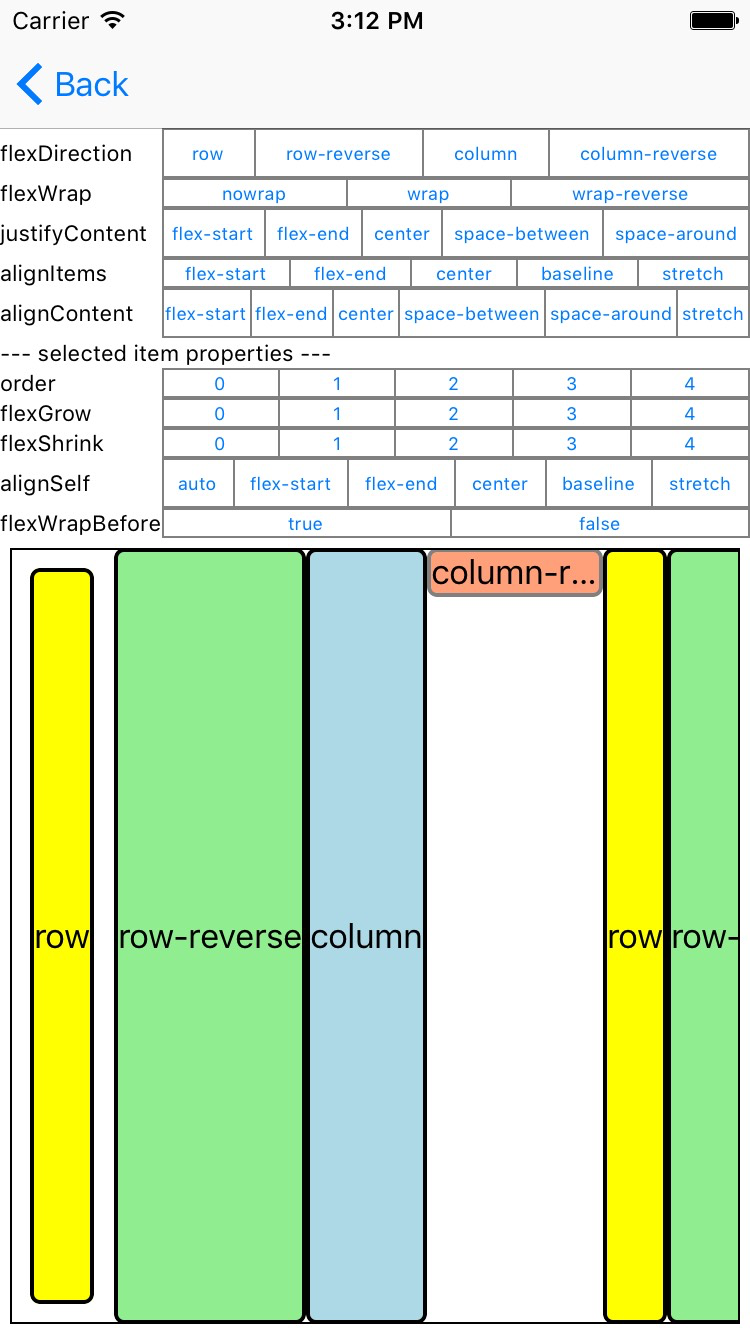 Carrier 3:12 PM
Back
flexDirection row row-reverse column column-reverse
flexWrap nowrap wrap wrap-reverse
justifyContent flex-start flex-end center space-between space-around
alignItems flex-start flex-end center baseline stretch
alignContent flex-start flex-end center space-between space-around stretch
--- selected item properties ---
order 0 1 2 3 4
flexGrow 0 1 2 3 4
flexShrink 0 1 2 3 4
alignSelf auto flex-start flex-end center baseline stretch
flexWrapBefore true false
column-r...
row row-reverse column row row-